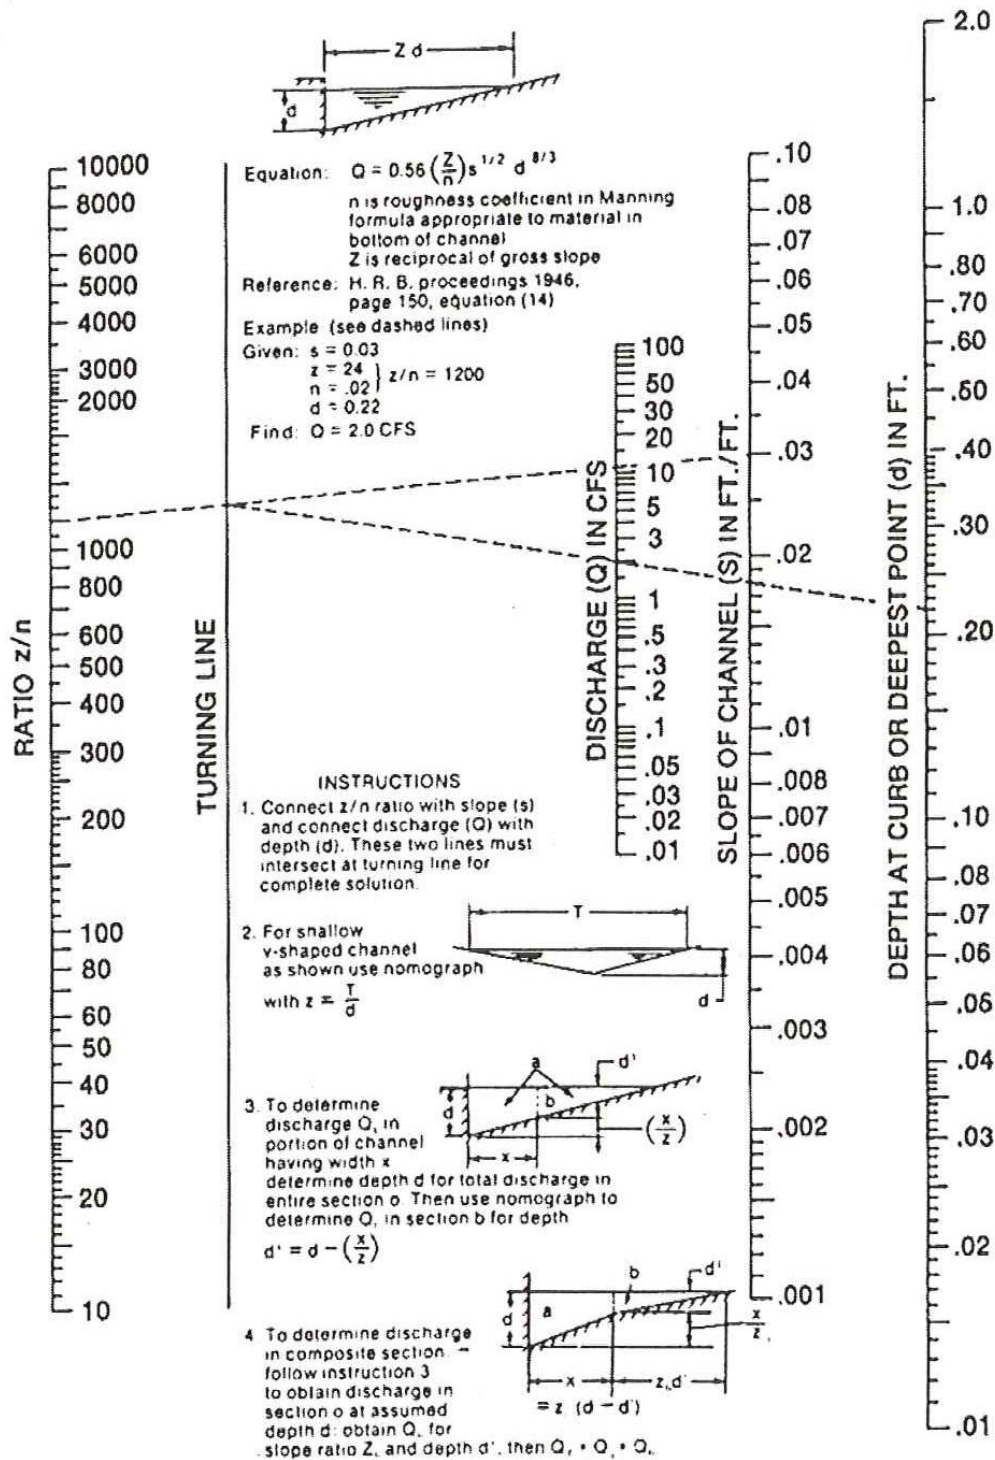 Z d
d
Equation: Q = 0.56 (Z/n) s 1/2 d 8/3
n is roughness coefficient in Manning
formula appropriate to material in
bottom of channel
Z is reciprocal of gross slope
Reference: H. R. B. proceedings 1946,
page 150, equation (14)
Example (see dashed lines)
Given: s = 0.03
z = 24
n = .02
} z/n = 1200
d = 0.22
Find: Q = 2.0 CFS
RATIO z/n
10000
8000
6000
5000
4000
3000
2000
1000
800
600
500
400
300
200
100
80
60
50
40
30
20
10
TURNING LINE
DISCHARGE (Q) IN CFS
100
50
30
20
10
5
3
1
.5
.3
.2
.1
.05
.03
.02
.01
SLOPE OF CHANNEL (S) IN FT./FT.
.10
.08
.07
.06
.05
.04
.03
.02
.01
.008
.007
.006
.005
.004
.003
.002
.001
DEPTH AT CURB OR DEEPEST POINT (d) IN FT.
2.0
1.0
.80
.70
.60
.50
.40
.30
.20
.10
.08
.07
.06
.05
.04
.03
.02
.01
INSTRUCTIONS
1. Connect z/n ratio with slope (s)
and connect discharge (Q) with
depth (d). These two lines must
intersect at turning line for
complete solution.
2. For shallow
v-shaped channel
as shown use nomograph
with z = T/d
T
d
3. To determine
discharge Q, in
portion of channel
having width x
determine depth d for total discharge in
entire section o. Then use nomograph to
determine Q, in section b for depth
d' = d - (x/z)
a
d'
d
b
x
(x/z)
4 To determine discharge
in composite section. -
follow instruction 3
to obtain discharge in
section o at assumed
depth d: obtain Q, for
slope ratio Z, and depth d', then
b
d'
a
d
x
= z (d - d')